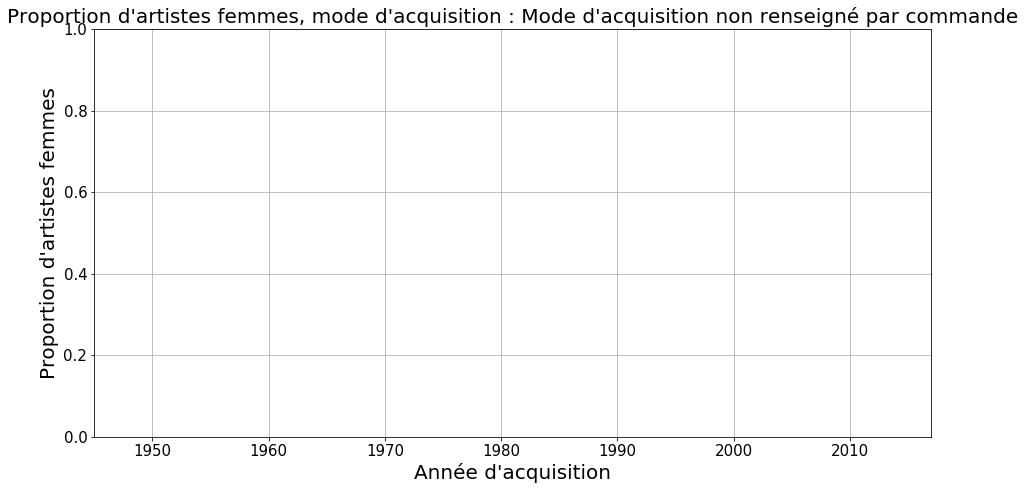 Proportion d'artistes femmes, mode d'acquisition : Mode d'acquisition non renseigné par commande
Proportion d'artistes femmes
1.0
0.8
0.6
0.4
0.2
0.0
1950 1960 1970 1980 1990 2000 2010
Année d'acquisition